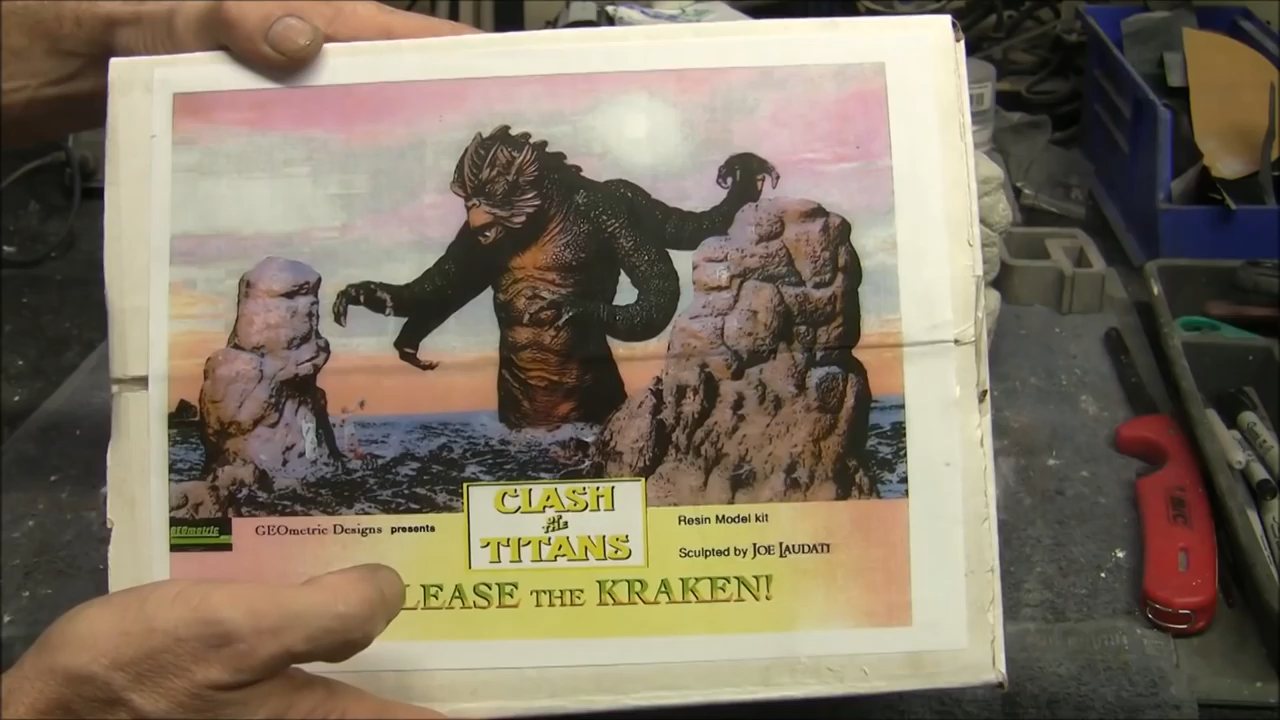 CLASH
OF THE
TITANS
GEOmetric
GEOmetric Designs presents
Resin Model kit
Sculpted by JOE LAUDATI
LEASE THE KRAKEN!